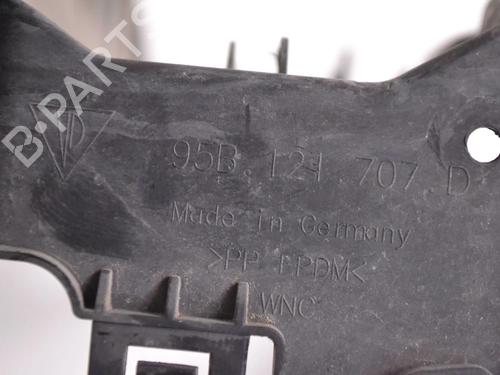 B-PARTS
95B.121.707.D
Made in Germany
>PP EPDM<
WNC